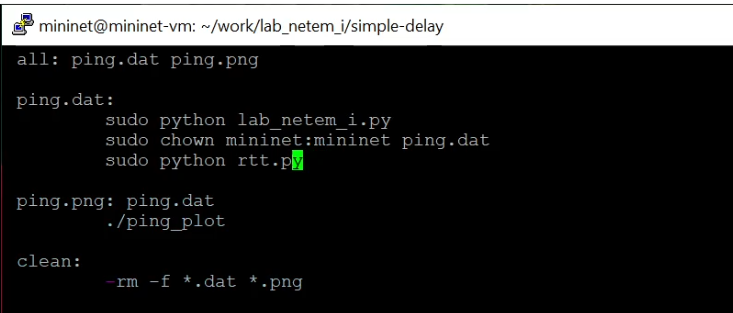 mininet@mininet-vm: ~/work/lab_netem_i/simple-delay
all: ping.dat ping.png
ping.dat:
sudo python lab_netem_i.py
sudo chown mininet:mininet ping.dat
sudo python rtt.py
ping.png: ping.dat
./ping_plot
clean:
-rm -f *.dat *.png